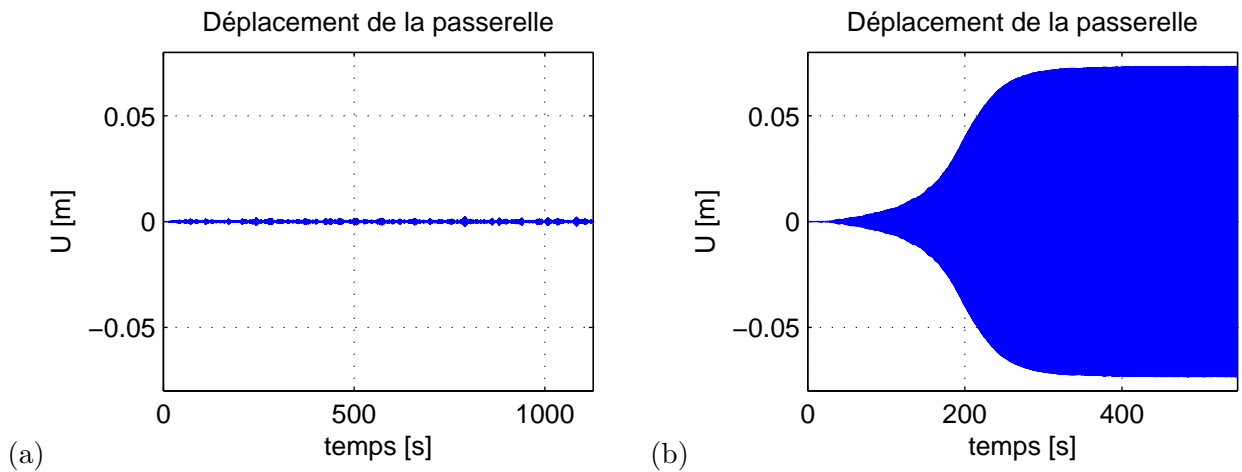 Déplacement de la passerelle
0.05
0
−0.05
U [m]
0
500
1000
temps [s]
(a)
Déplacement de la passerelle
0.05
0
−0.05
U [m]
0
200
400
temps [s]
(b)